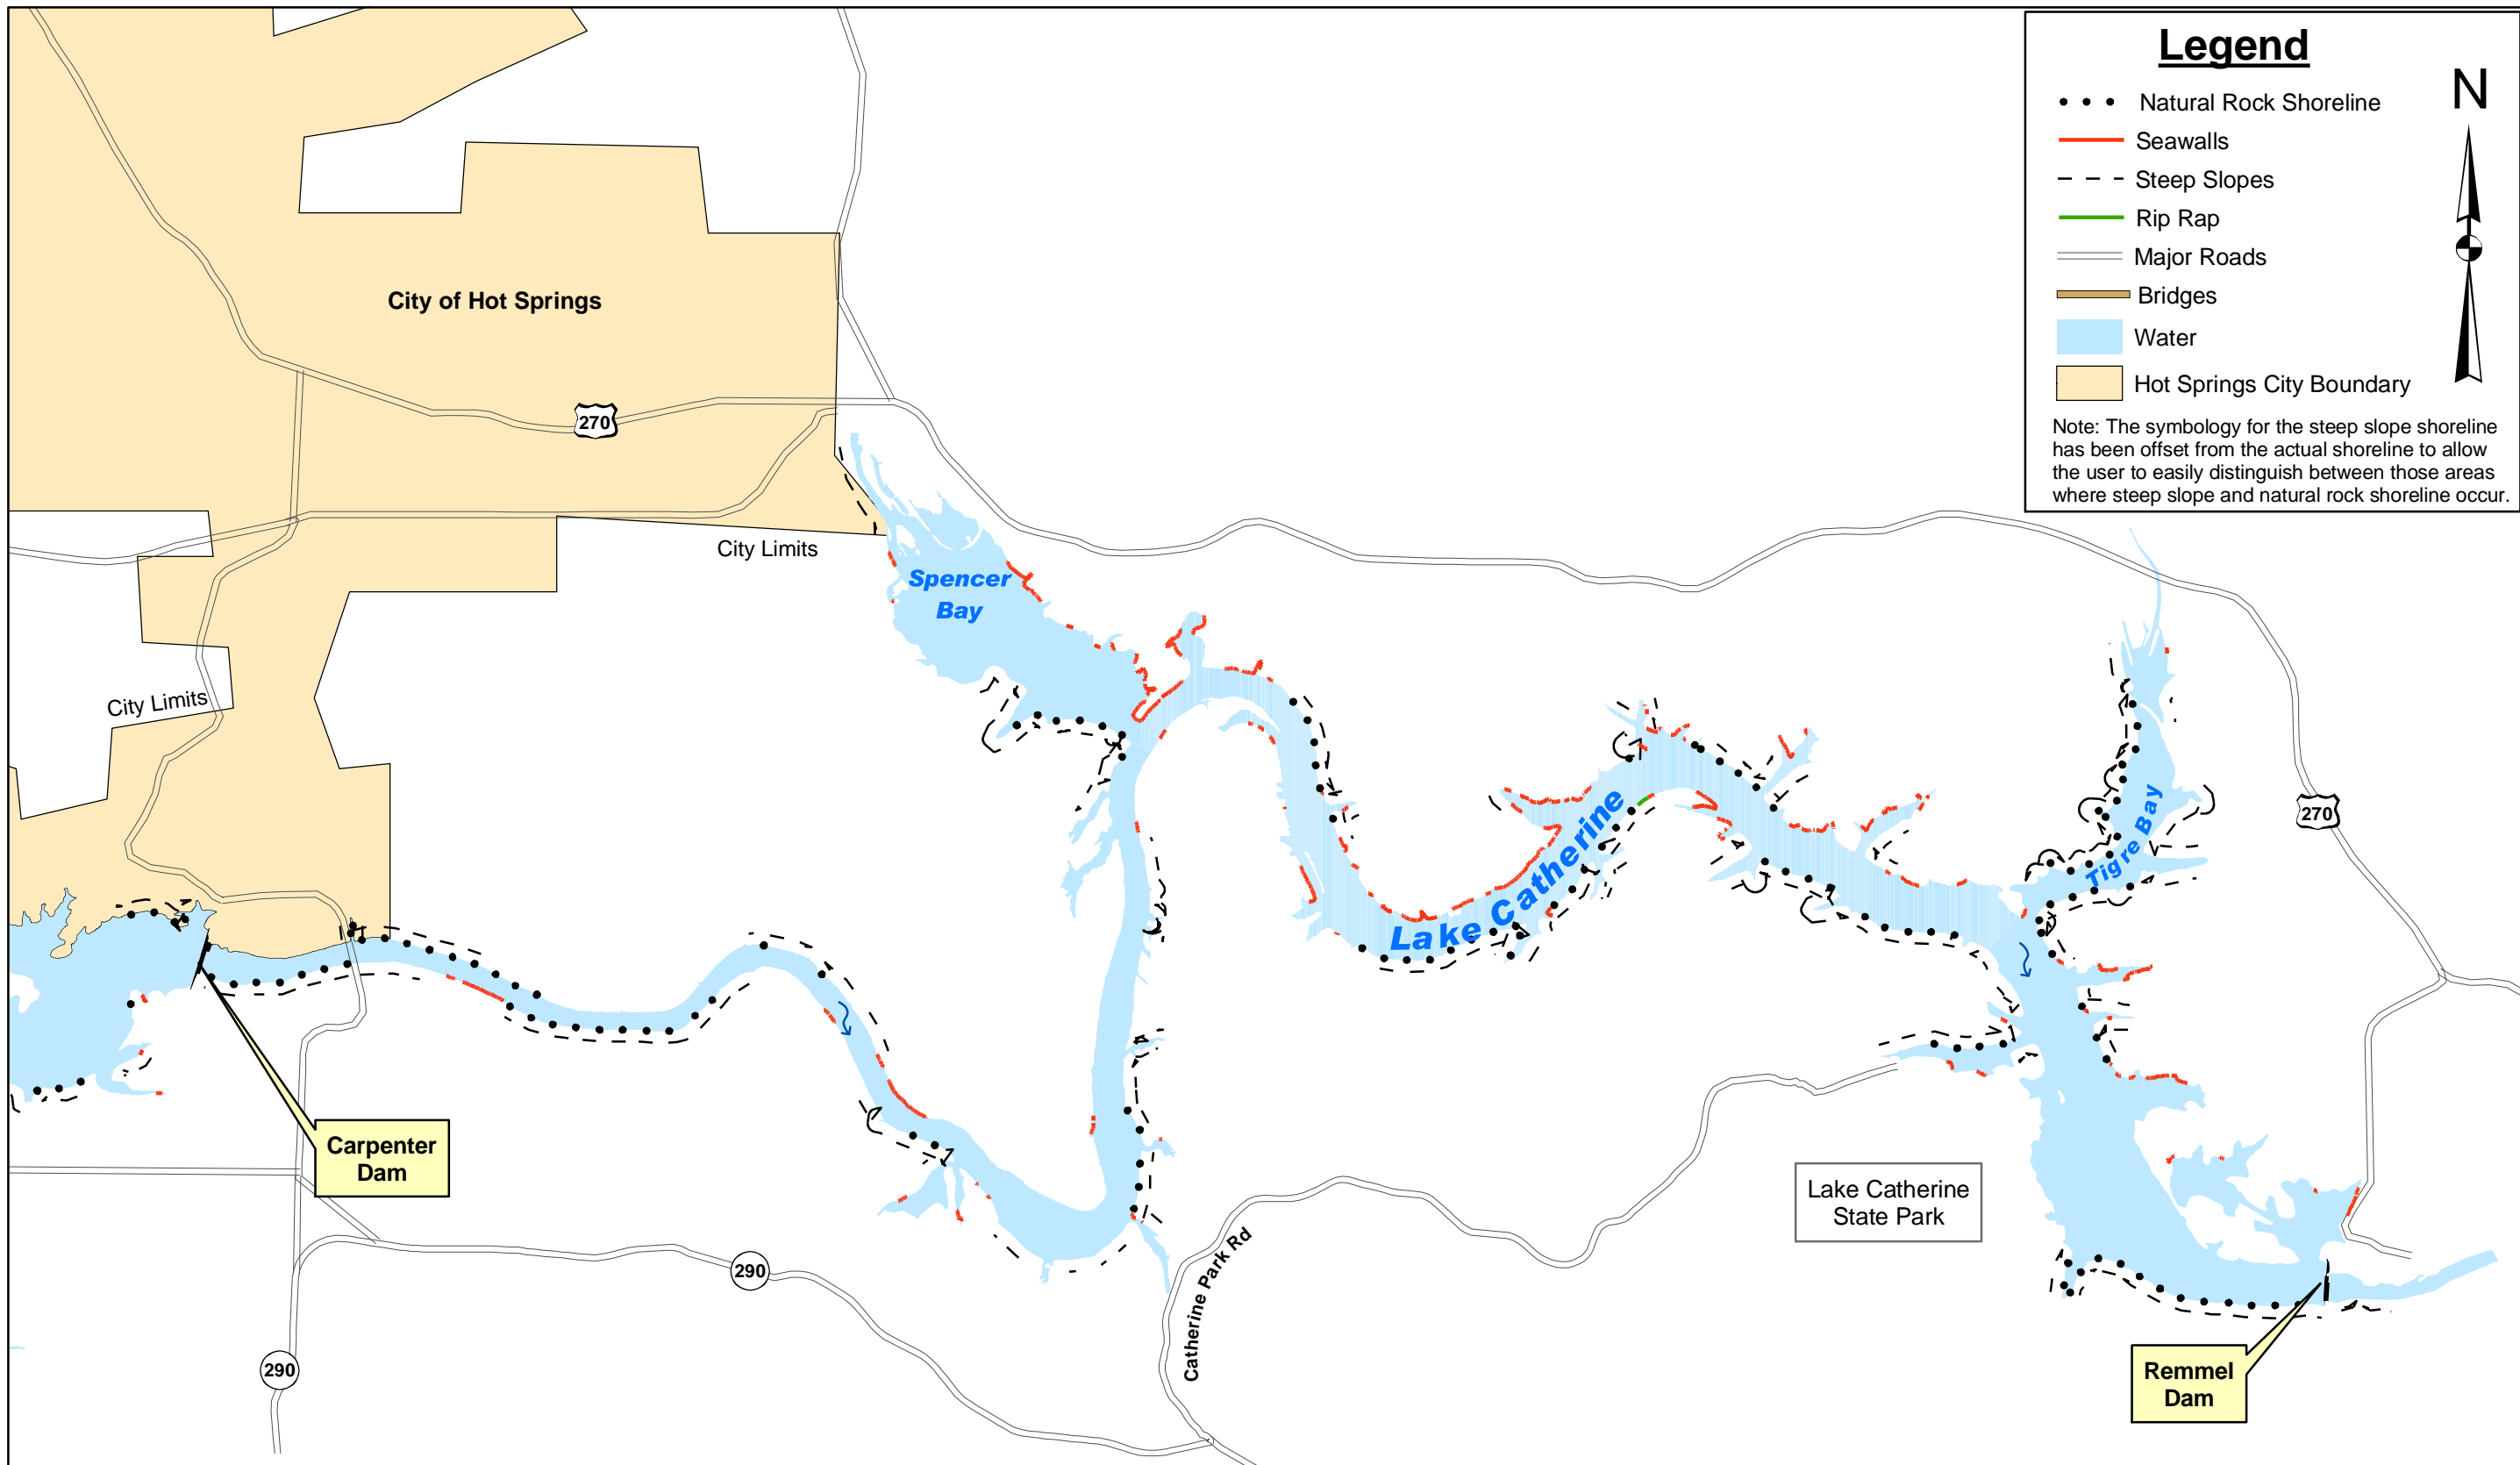 Legend
N
Natural Rock Shoreline
Seawalls
Steep Slopes
Rip Rap
Major Roads
Bridges
Water
Hot Springs City Boundary
Note: The symbology for the steep slope shoreline
has been offset from the actual shoreline to allow
the user to easily distinguish between those areas
where steep slope and natural rock shoreline occur.
City of Hot Springs
270
City Limits
Spencer
Bay
City Limits
Lake Catherine
Tigre Bay
270
Carpenter
Dam
Lake Catherine
State Park
290
Catherine Park Rd
290
Remmel
Dam